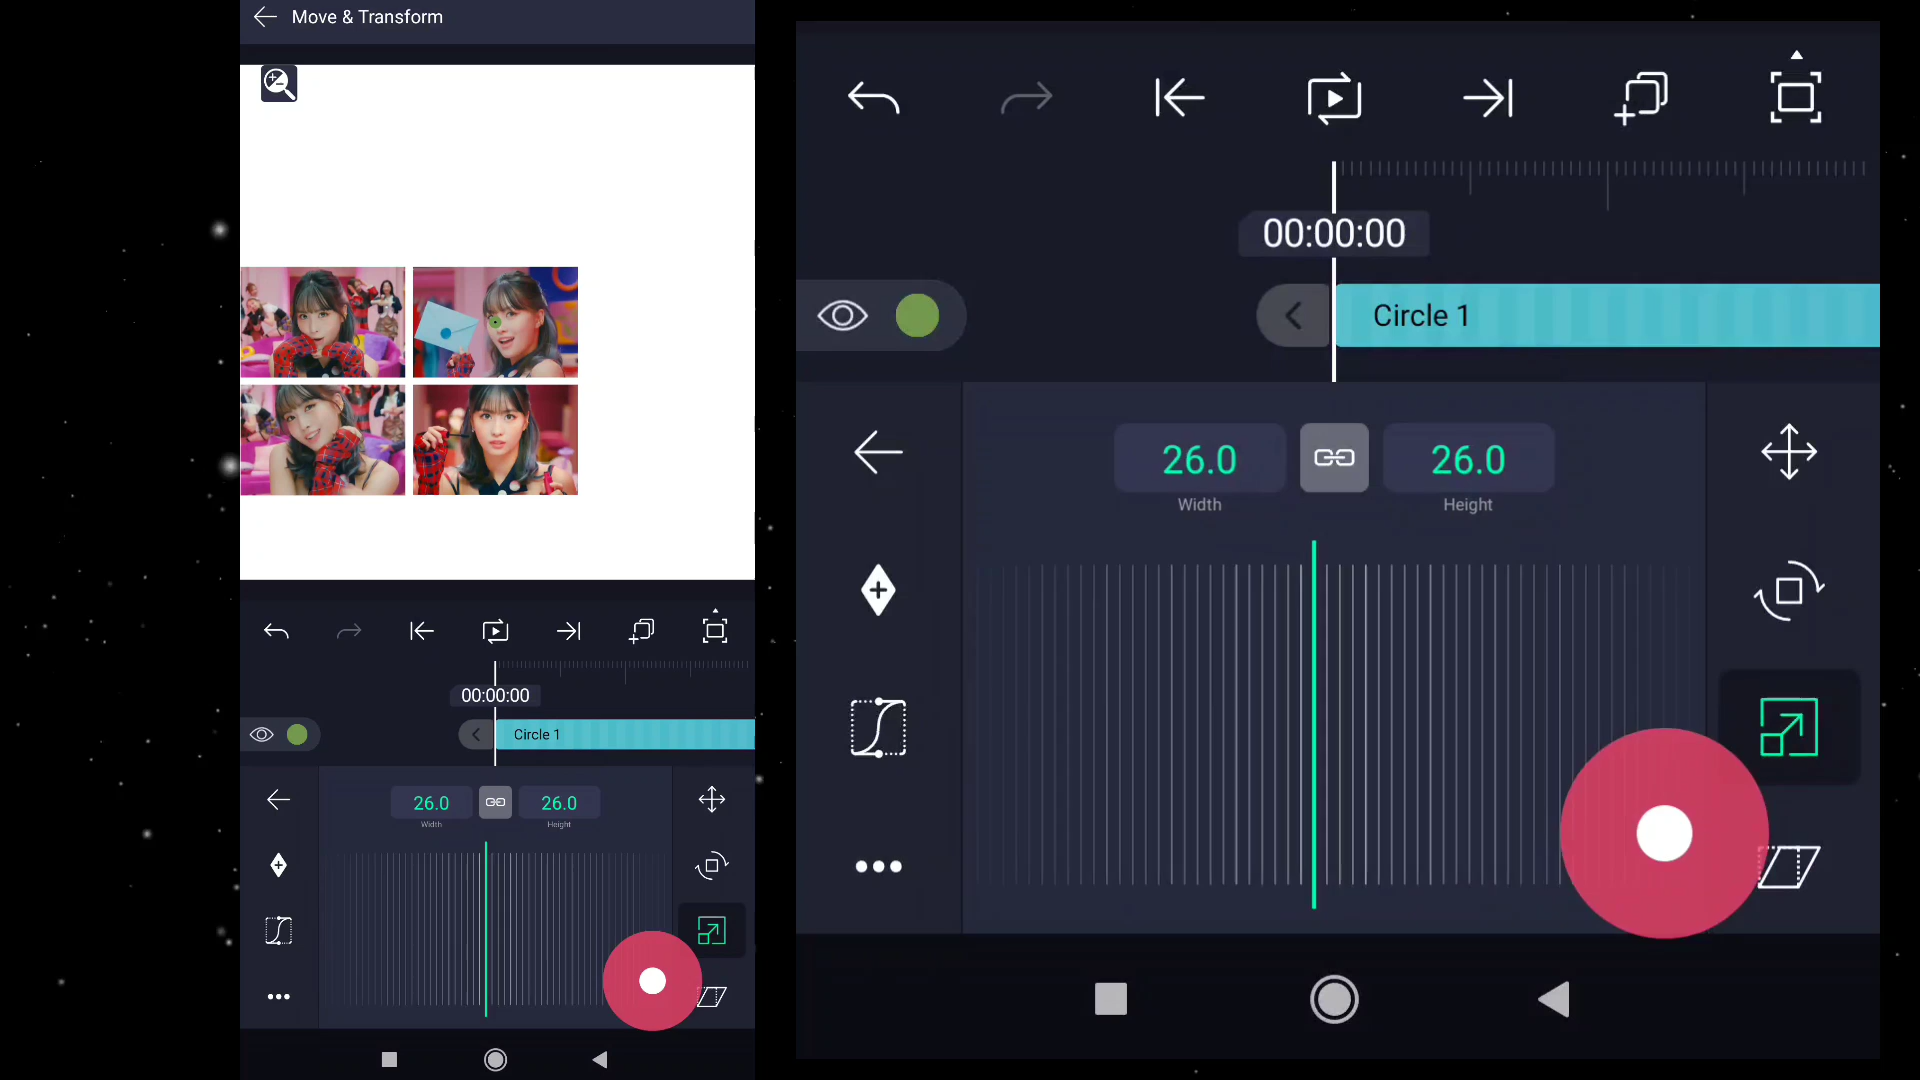 Move & Transform
00:00:00
Circle 1
26.0
26.0
Width
Height
00:00:00
Circle 1
26.0
26.0
Width
Height